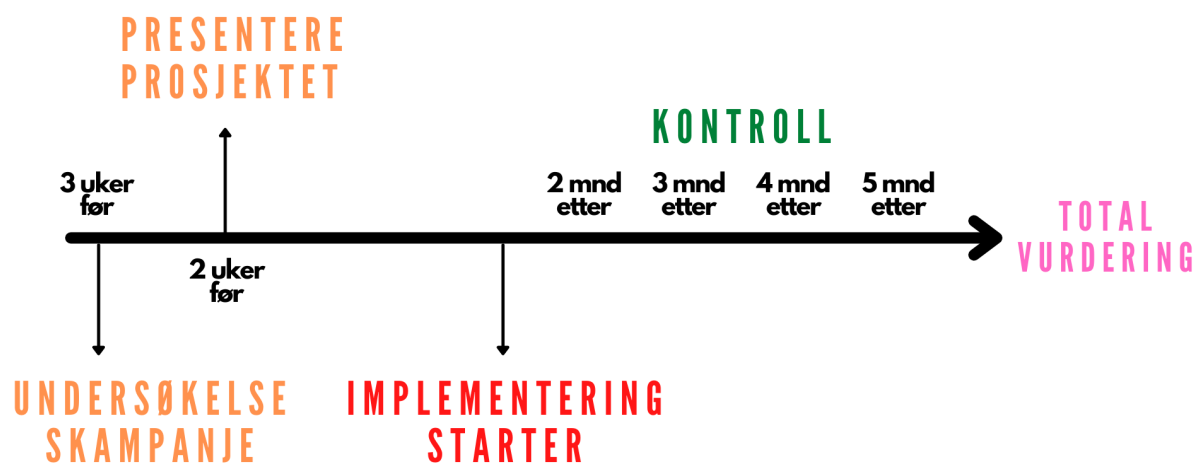 PRESENTERE
PROSJEKTET
KONTROLL
3 uker
før
2 mnd
etter
3 mnd
etter
4 mnd
etter
5 mnd
etter
TOTAL
VURDERING
2 uker
før
UNDERSØKELSE
SKAMPANJE
IMPLEMENTERING
STARTER